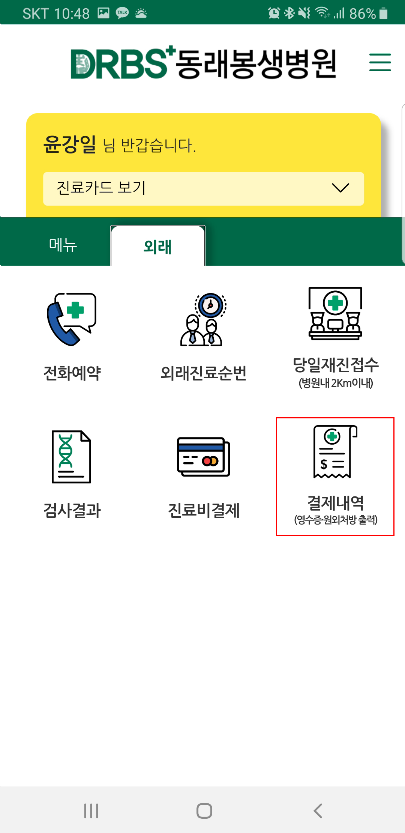 SKT 10:48 86%
DRBS+동래봉생병원
윤강일 님 반갑습니다.
진료카드 보기
메뉴 외래
전화예약 외래진료순번 당일재진접수
(병원내 2Km이내)
검사결과 진료비결제 결제내역
(영수증·원외처방 출력)